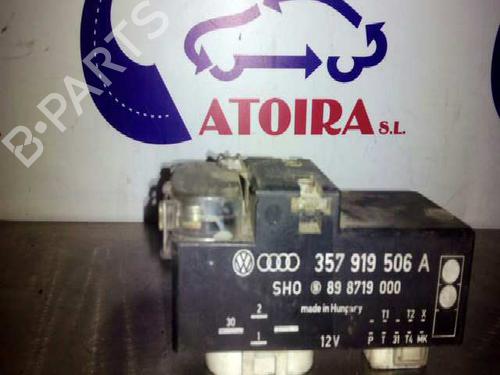 B-PARTS
ATOIRA S.L.
357 919 506 A
SHO 89 8719 000
made in Hungary
2
30
1
12V
T1 T2 X
P T 31 T4 MK